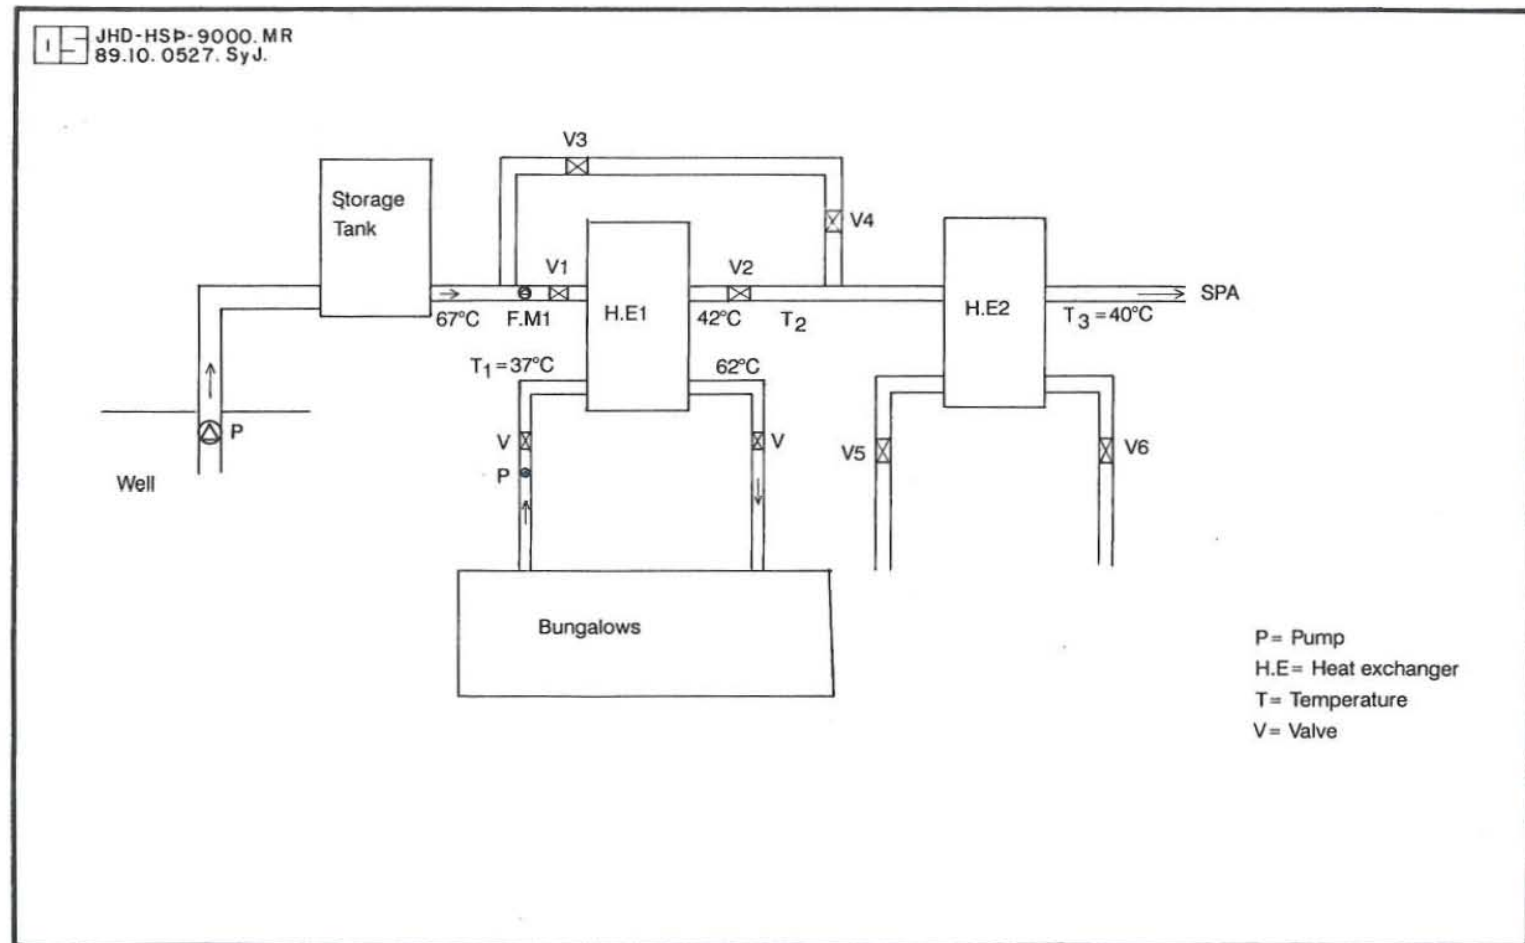 JHD-HSÞ-9000.MR
89.10.0527.SyJ.
V3
Storage
Tank
V4
V1
V2
SPA
67°C
F.M1
H.E1
42°C
T2
H.E2
T3=40°C
T1=37°C
62°C
P
V
V
V5
V6
P
Well
Bungalows
P= Pump
H.E= Heat exchanger
T= Temperature
V= Valve